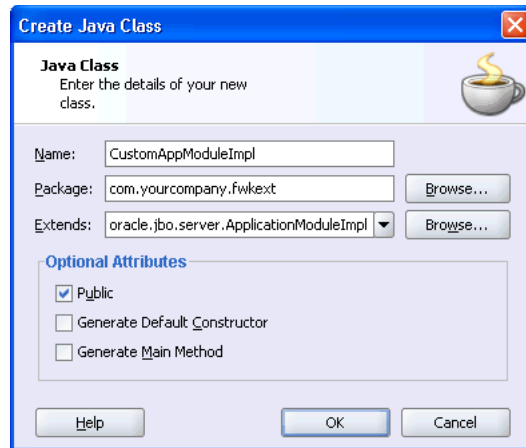 Create Java Class
Java Class
Enter the details of your new
class.
Name: CustomAppModuleImpl
Package: com.yourcompany.fwkext Browse...
Extends: oracle.jbo.server.ApplicationModuleImpl Browse...
Optional Attributes
Public
Generate Default Constructor
Generate Main Method
Help OK Cancel